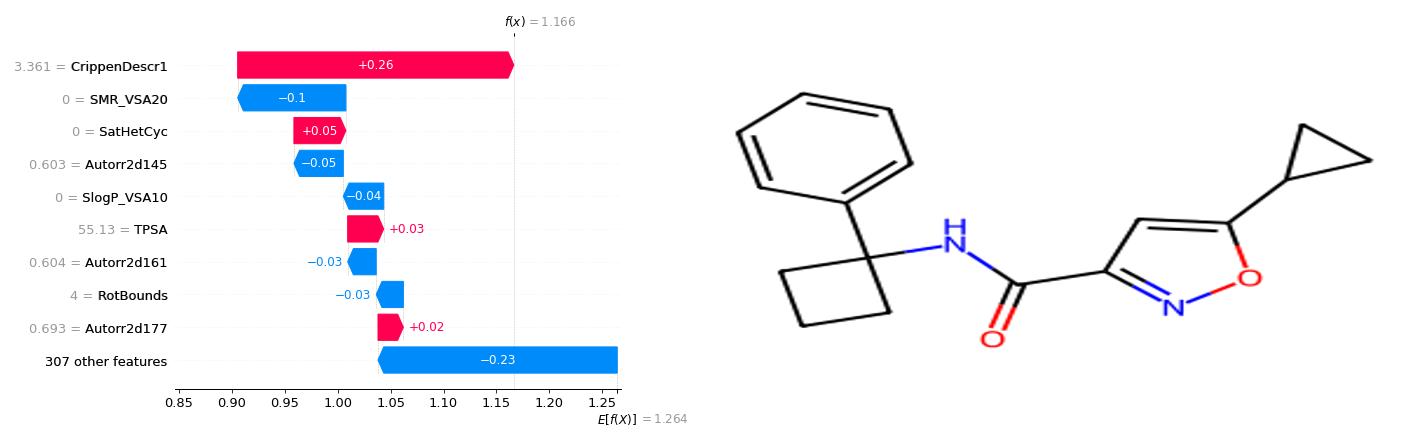 f(x) = 1.166
3.361 = CrippenDescr1
+0.26
0 = SMR_VSA20
−0.1
0 = SatHetCyc
+0.05
0.603 = Autorr2d145
−0.05
0 = SlogP_VSA10
−0.04
55.13 = TPSA
+0.03
0.604 = Autorr2d161
−0.03
4 = RotBounds
−0.03
0.693 = Autorr2d177
+0.02
307 other features
−0.23
0.85 0.90 0.95 1.00 1.05 1.10 1.15 1.20 1.25
E[f(X)] = 1.264
H
N
O
N
O